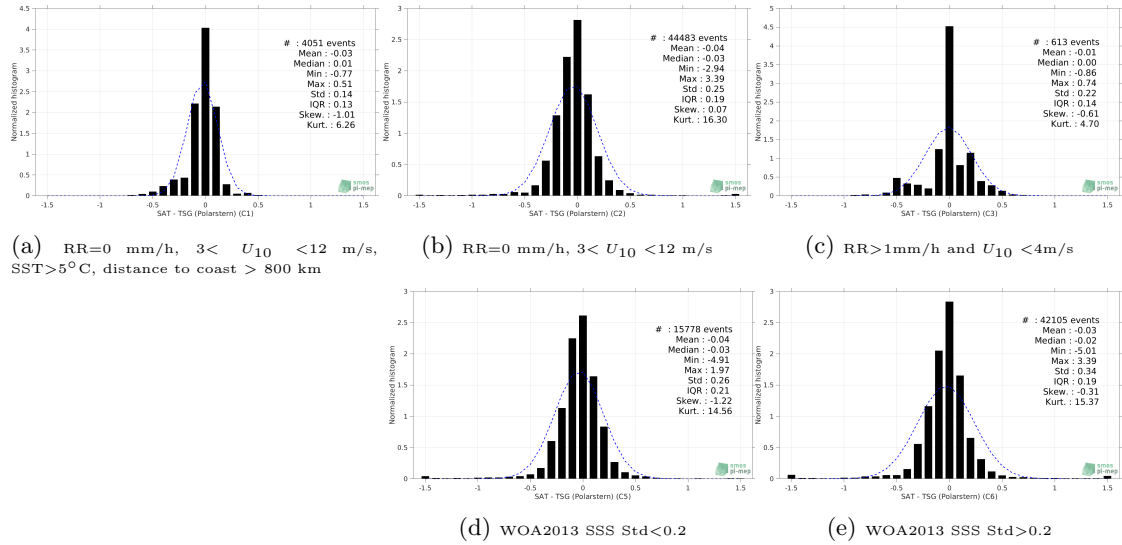 4.5
4
3.5
3
2.5
2
1.5
1
0.5
0
Normalized histogram
# : 4051 events
Mean : -0.03
Median : 0.01
Min : -0.77
Max : 0.51
Std : 0.14
IQR : 0.13
Skew. : -1.01
Kurt. : 6.26
smos
pi-mep
-1.5 -1 -0.5 0 0.5 1 1.5
SAT - TSG (Polarstern) (C1)
(a) RR=0 mm/h, 3< U10 <12 m/s,
SST>5°C, distance to coast > 800 km
3
2.5
2
1.5
1
0.5
0
Normalized histogram
# : 44483 events
Mean : -0.04
Median : -0.03
Min : -2.94
Max : 3.39
Std : 0.25
IQR : 0.19
Skew. : 0.07
Kurt. : 16.30
smos
pi-mep
-1.5 -1 -0.5 0 0.5 1 1.5
SAT - TSG (Polarstern) (C2)
(b) RR=0 mm/h, 3< U10 <12 m/s
5
4.5
4
3.5
3
2.5
2
1.5
1
0.5
0
Normalized histogram
# : 613 events
Mean : -0.01
Median : 0.00
Min : -0.86
Max : 0.74
Std : 0.22
IQR : 0.14
Skew. : -0.61
Kurt. : 4.70
smos
pi-mep
-1.5 -1 -0.5 0 0.5 1 1.5
SAT - TSG (Polarstern) (C3)
(c) RR>1mm/h and U10 <4m/s
3
2.5
2
1.5
1
0.5
0
Normalized histogram
# : 15778 events
Mean : -0.04
Median : -0.03
Min : -4.91
Max : 1.97
Std : 0.26
IQR : 0.21
Skew. : -1.22
Kurt. : 14.56
smos
pi-mep
-1.5 -1 -0.5 0 0.5 1 1.5
SAT - TSG (Polarstern) (C5)
(d) WOA2013 SSS Std<0.2
3
2.5
2
1.5
1
0.5
0
Normalized histogram
# : 42105 events
Mean : -0.03
Median : -0.02
Min : -5.01
Max : 3.39
Std : 0.34
IQR : 0.19
Skew. : -0.31
Kurt. : 15.37
smos
pi-mep
-1.5 -1 -0.5 0 0.5 1 1.5
SAT - TSG (Polarstern) (C6)
(e) WOA2013 SSS Std>0.2